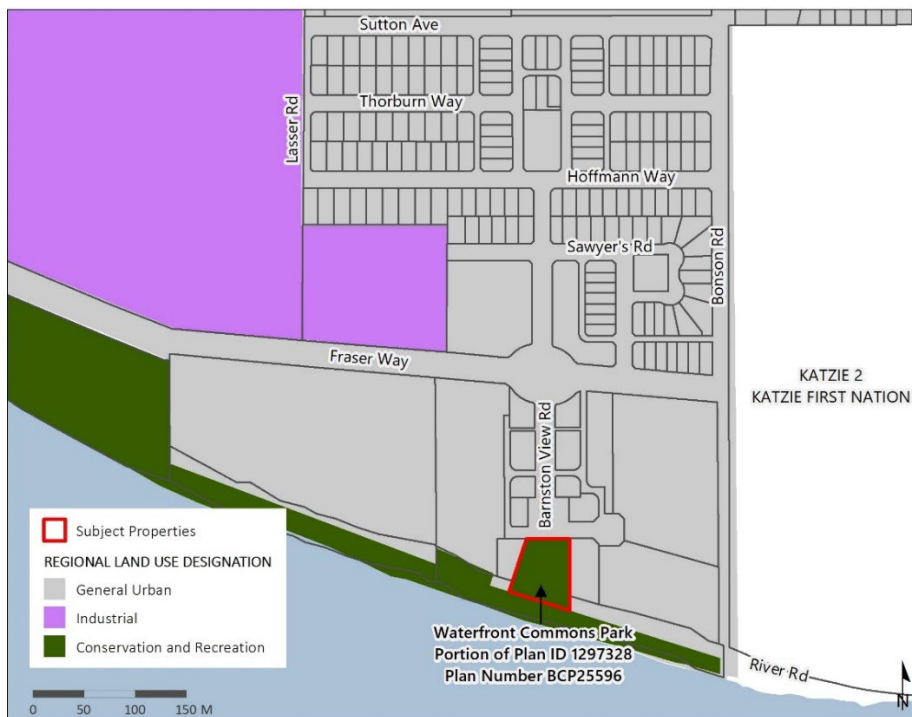 Sutton Ave
Thorburn Way
Lasser Rd
Hoffmann Way
Sawyer's Rd
Bonson Rd
Fraser Way
KATZIE 2
KATZIE FIRST NATION
Barnston View Rd
Subject Properties
REGIONAL LAND USE DESIGNATION
General Urban
Industrial
Conservation and Recreation
Waterfront Commons Park
Portion of Plan ID 1297328
Plan Number BCP25596
River Rd
0 50 100 150 M
N